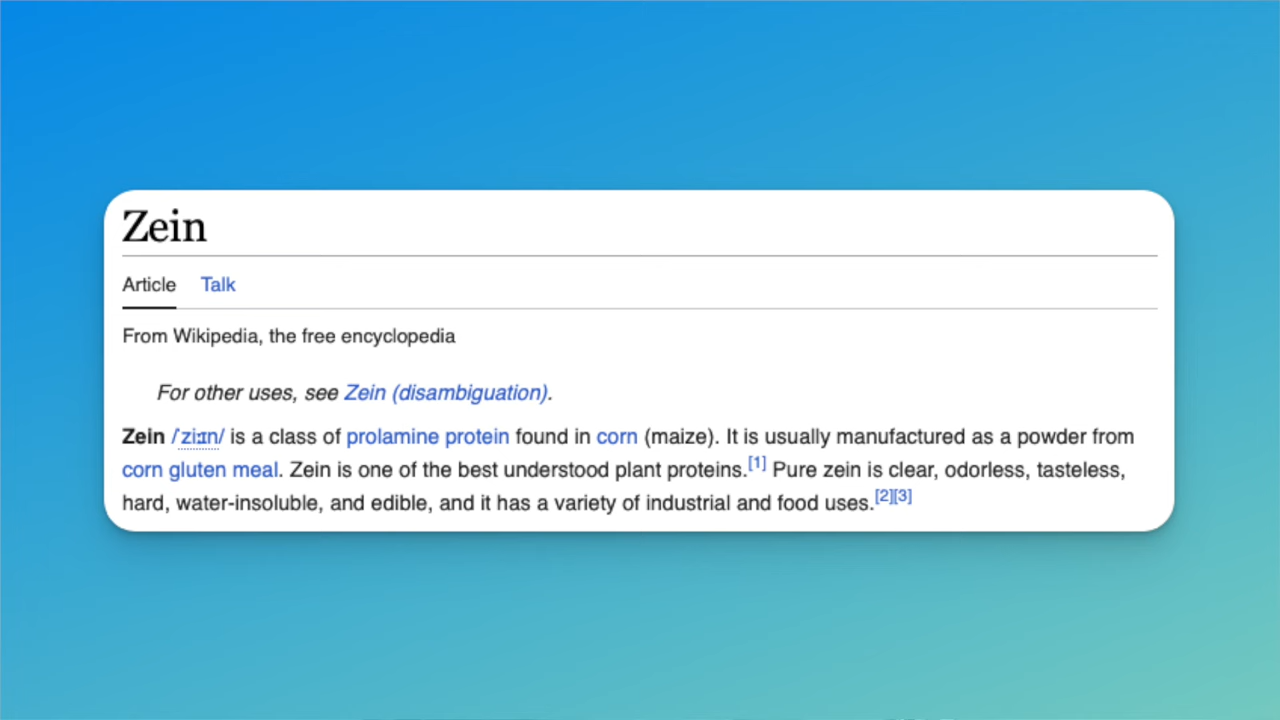 Zein
Article Talk
From Wikipedia, the free encyclopedia
For other uses, see Zein (disambiguation).
Zein /ˈziːɪn/ is a class of prolamine protein found in corn (maize). It is usually manufactured as a powder from
corn gluten meal. Zein is one of the best understood plant proteins.[1] Pure zein is clear, odorless, tasteless,
hard, water-insoluble, and edible, and it has a variety of industrial and food uses.[2][3]